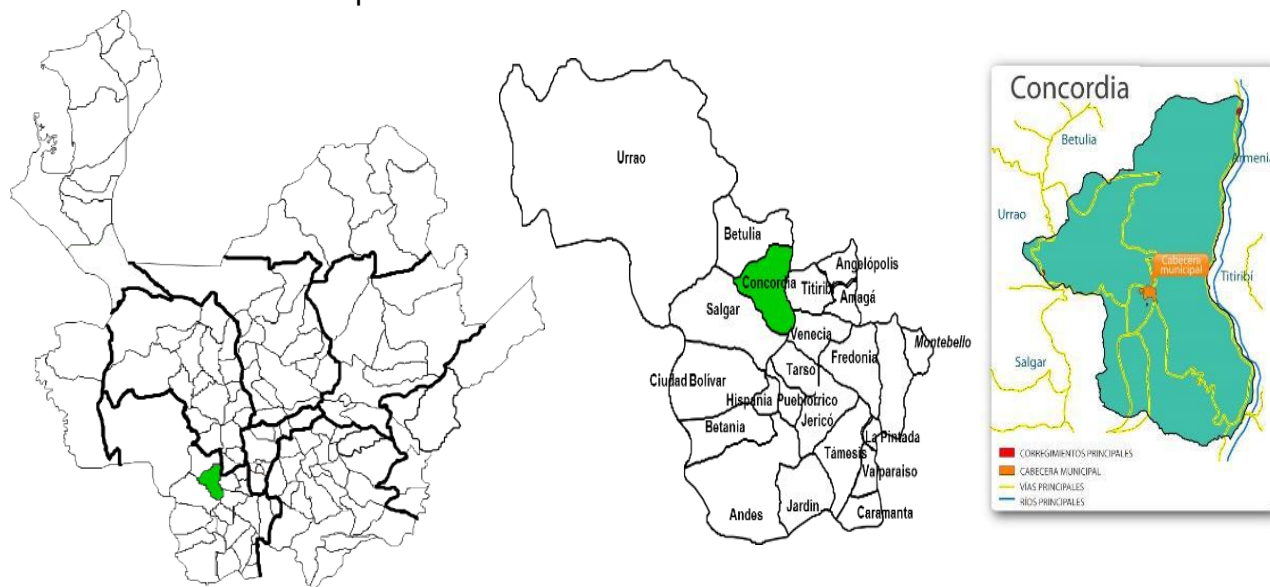 Urrao
Betulia
Concordia
Angelópolis
Titiribí
Amagá
Salgar
Venecia
Montebello
Fredonia
Tarso
Ciudad Bolívar
Hispania
Pueblorrico
Jericó
Betania
La Pintada
Támesis
Valparaiso
Andes
Jardín
Caramanta
Concordia
Betulia
Armenia
Urrao
Cabecera
municipal
Titiribí
Salgar
CORREGIMIENTOS PRINCIPALES
CABECERA MUNICIPAL
VÍAS PRINCIPALES
RÍOS PRINCIPALES